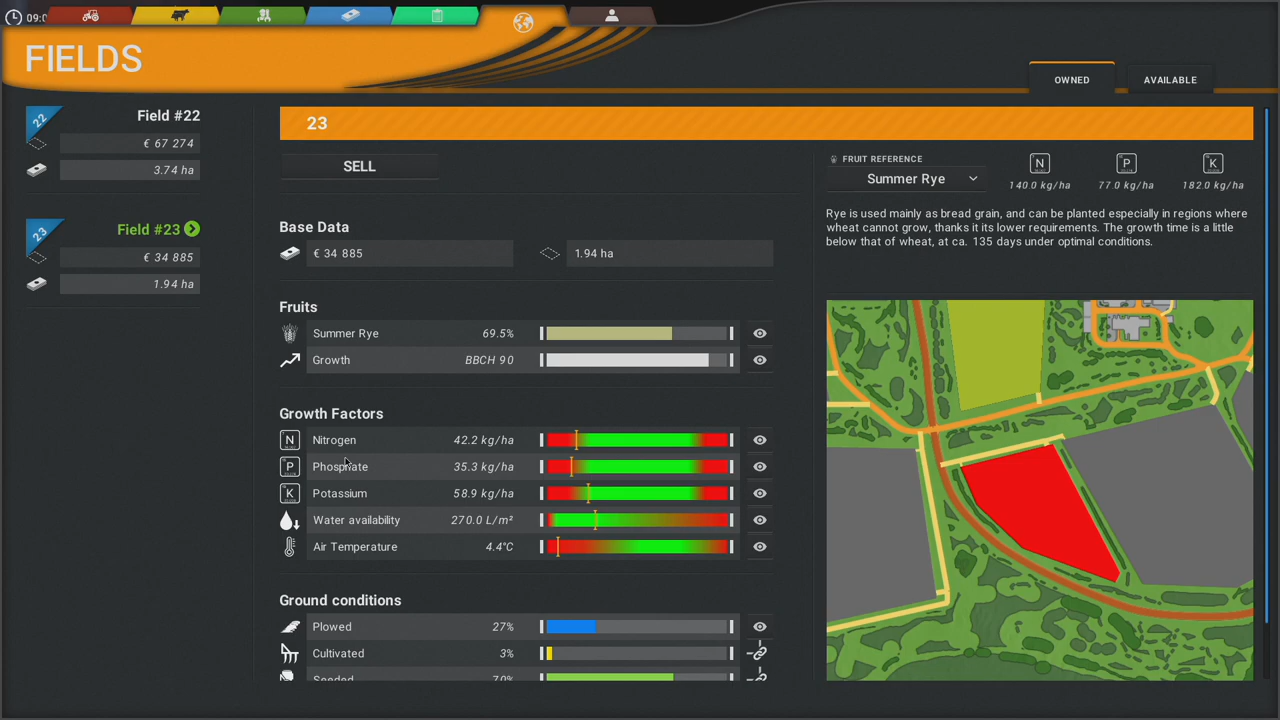 09:0
FIELDS
OWNED
AVAILABLE
22
Field #22
€ 67 274
3.74 ha
23
Field #23
€ 34 885
1.94 ha
23
SELL
Base Data
€ 34 885
1.94 ha
Fruits
Summer Rye 69.5%
Growth BBCH 90
Growth Factors
N Nitrogen 42.2 kg/ha
P Phosphate 35.3 kg/ha
K Potassium 58.9 kg/ha
Water availability 270.0 L/m²
Air Temperature 4.4°C
Ground conditions
Plowed 27%
Cultivated 3%
Seeded 70%
FRUIT REFERENCE
Summer Rye
N P K
140.0 kg/ha 77.0 kg/ha 182.0 kg/ha
Rye is used mainly as bread grain, and can be planted especially in regions where
wheat cannot grow, thanks it its lower requirements. The growth time is a little
below that of wheat, at ca. 135 days under optimal conditions.